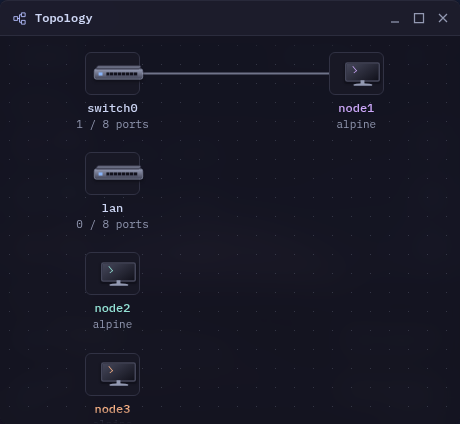 Topology
switch0
1 / 8 ports
node1
alpine
lan
0 / 8 ports
node2
alpine
node3